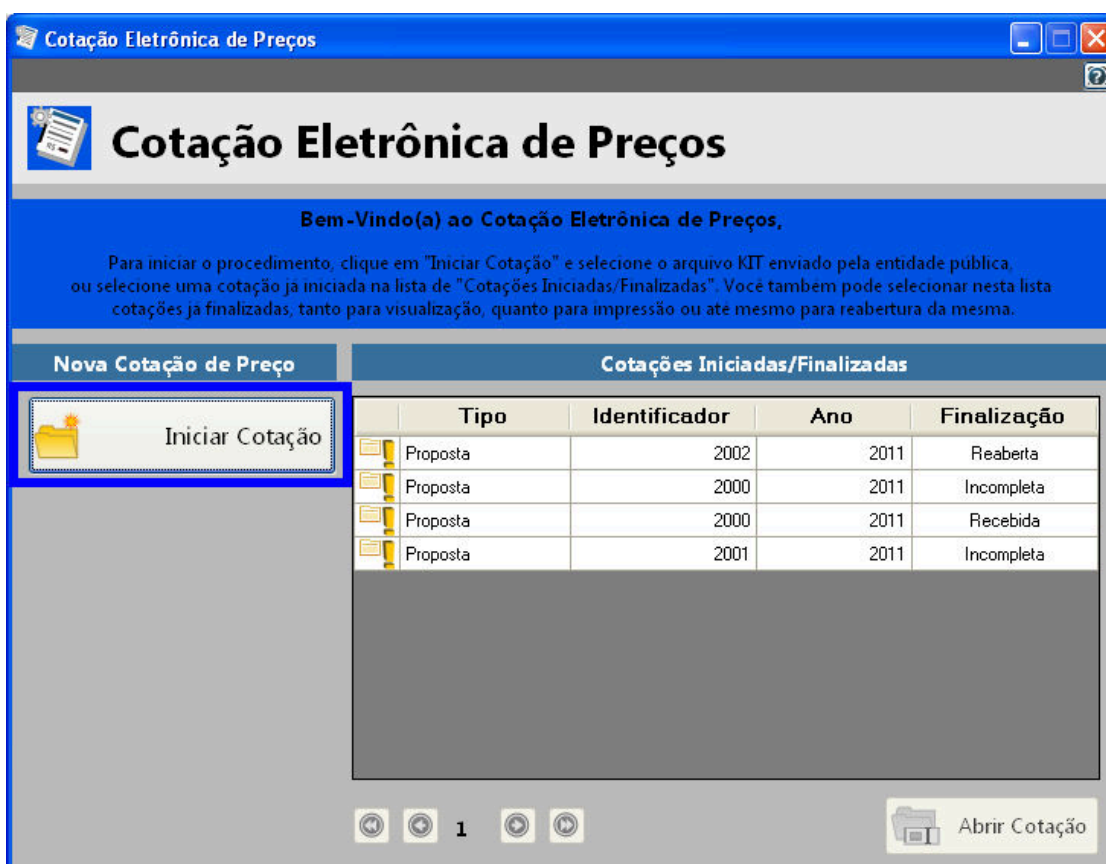 Cotação Eletrônica de Preços
Cotação Eletrônica de Preços
Bem-Vindo(a) ao Cotação Eletrônica de Preços,
Para iniciar o procedimento, clique em "Iniciar Cotação" e selecione o arquivo KIT enviado pela entidade pública,
ou selecione uma cotação já iniciada na lista de "Cotações Iniciadas/Finalizadas". Você também pode selecionar nesta lista
cotações já finalizadas, tanto para visualização, quanto para impressão ou até mesmo para reabertura da mesma.
Nova Cotação de Preço
Iniciar Cotação
Cotações Iniciadas/Finalizadas
Tipo Identificador Ano Finalização
Proposta 2002 2011 Reaberta
Proposta 2000 2011 Incompleta
Proposta 2000 2011 Recebida
Proposta 2001 2011 Incompleta
1
Abrir Cotação